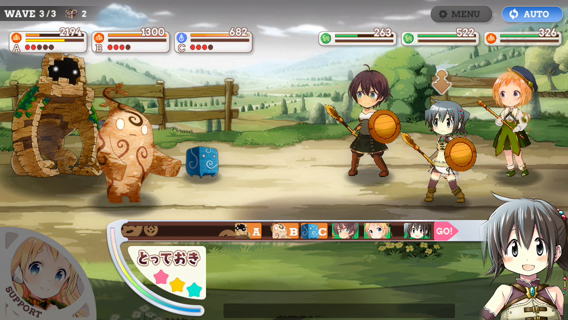 WAVE 3/3 2
MENU
AUTO
2194
1300
682
A
B
C
263
522
326
A B C GO!
とっておき
SUPPORT